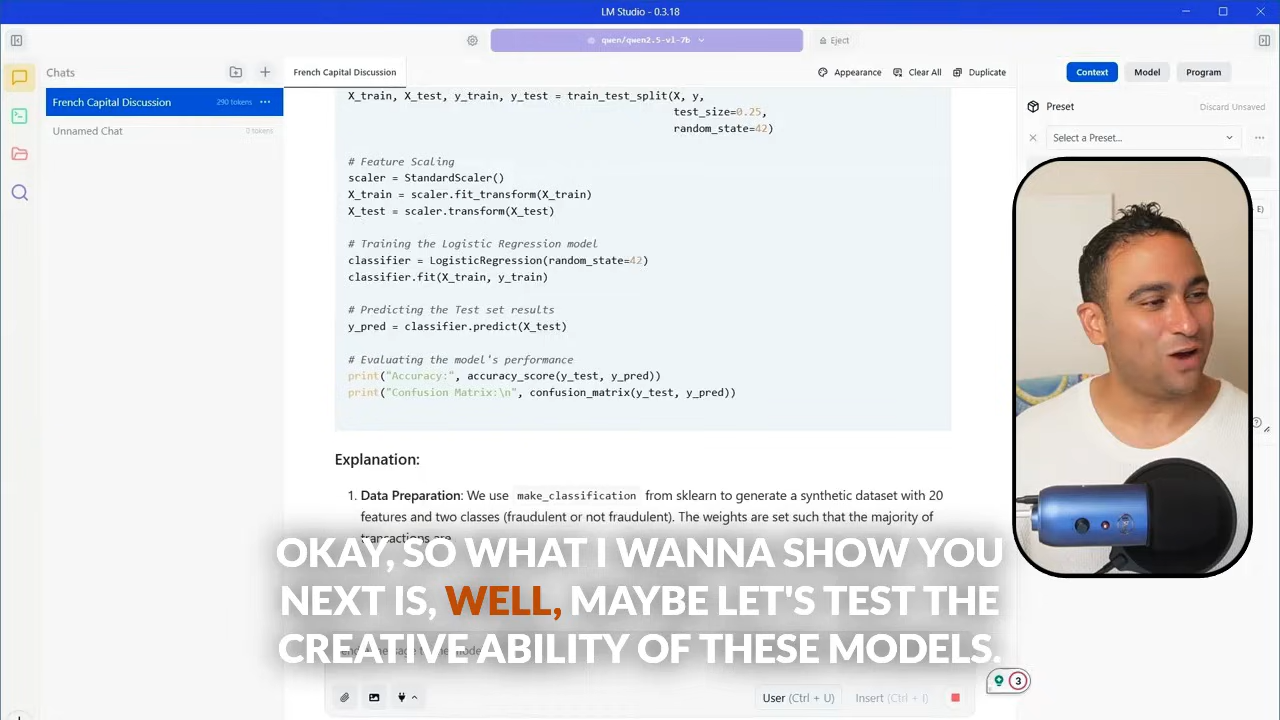 LM Studio - 0.3.18
qwen/qwen2.5-vl-7b
Eject
Chats
French Capital Discussion
290 tokens
Unnamed Chat
0 tokens
French Capital Discussion
Appearance
Clear All
Duplicate
Context
Model
Program
Preset
Discard Unsaved
Select a Preset...
X_train, X_test, y_train, y_test = train_test_split(X, y,
test_size=0.25,
random_state=42)
# Feature Scaling
scaler = StandardScaler()
X_train = scaler.fit_transform(X_train)
X_test = scaler.transform(X_test)
# Training the Logistic Regression model
classifier = LogisticRegression(random_state=42)
classifier.fit(X_train, y_train)
# Predicting the Test set results
y_pred = classifier.predict(X_test)
# Evaluating the model's performance
print("Accuracy:", accuracy_score(y_test, y_pred))
print("Confusion Matrix:\n", confusion_matrix(y_test, y_pred))
Explanation:
1. Data Preparation: We use make_classification from sklearn to generate a synthetic dataset with 20
features and two classes (fraudulent or not fraudulent). The weights are set such that the majority of
transactions are
OKAY, SO WHAT I WANNA SHOW YOU
NEXT IS, WELL, MAYBE LET'S TEST THE
CREATIVE ABILITY OF THESE MODELS.
User (Ctrl + U)
Insert (Ctrl + I)
3
E)